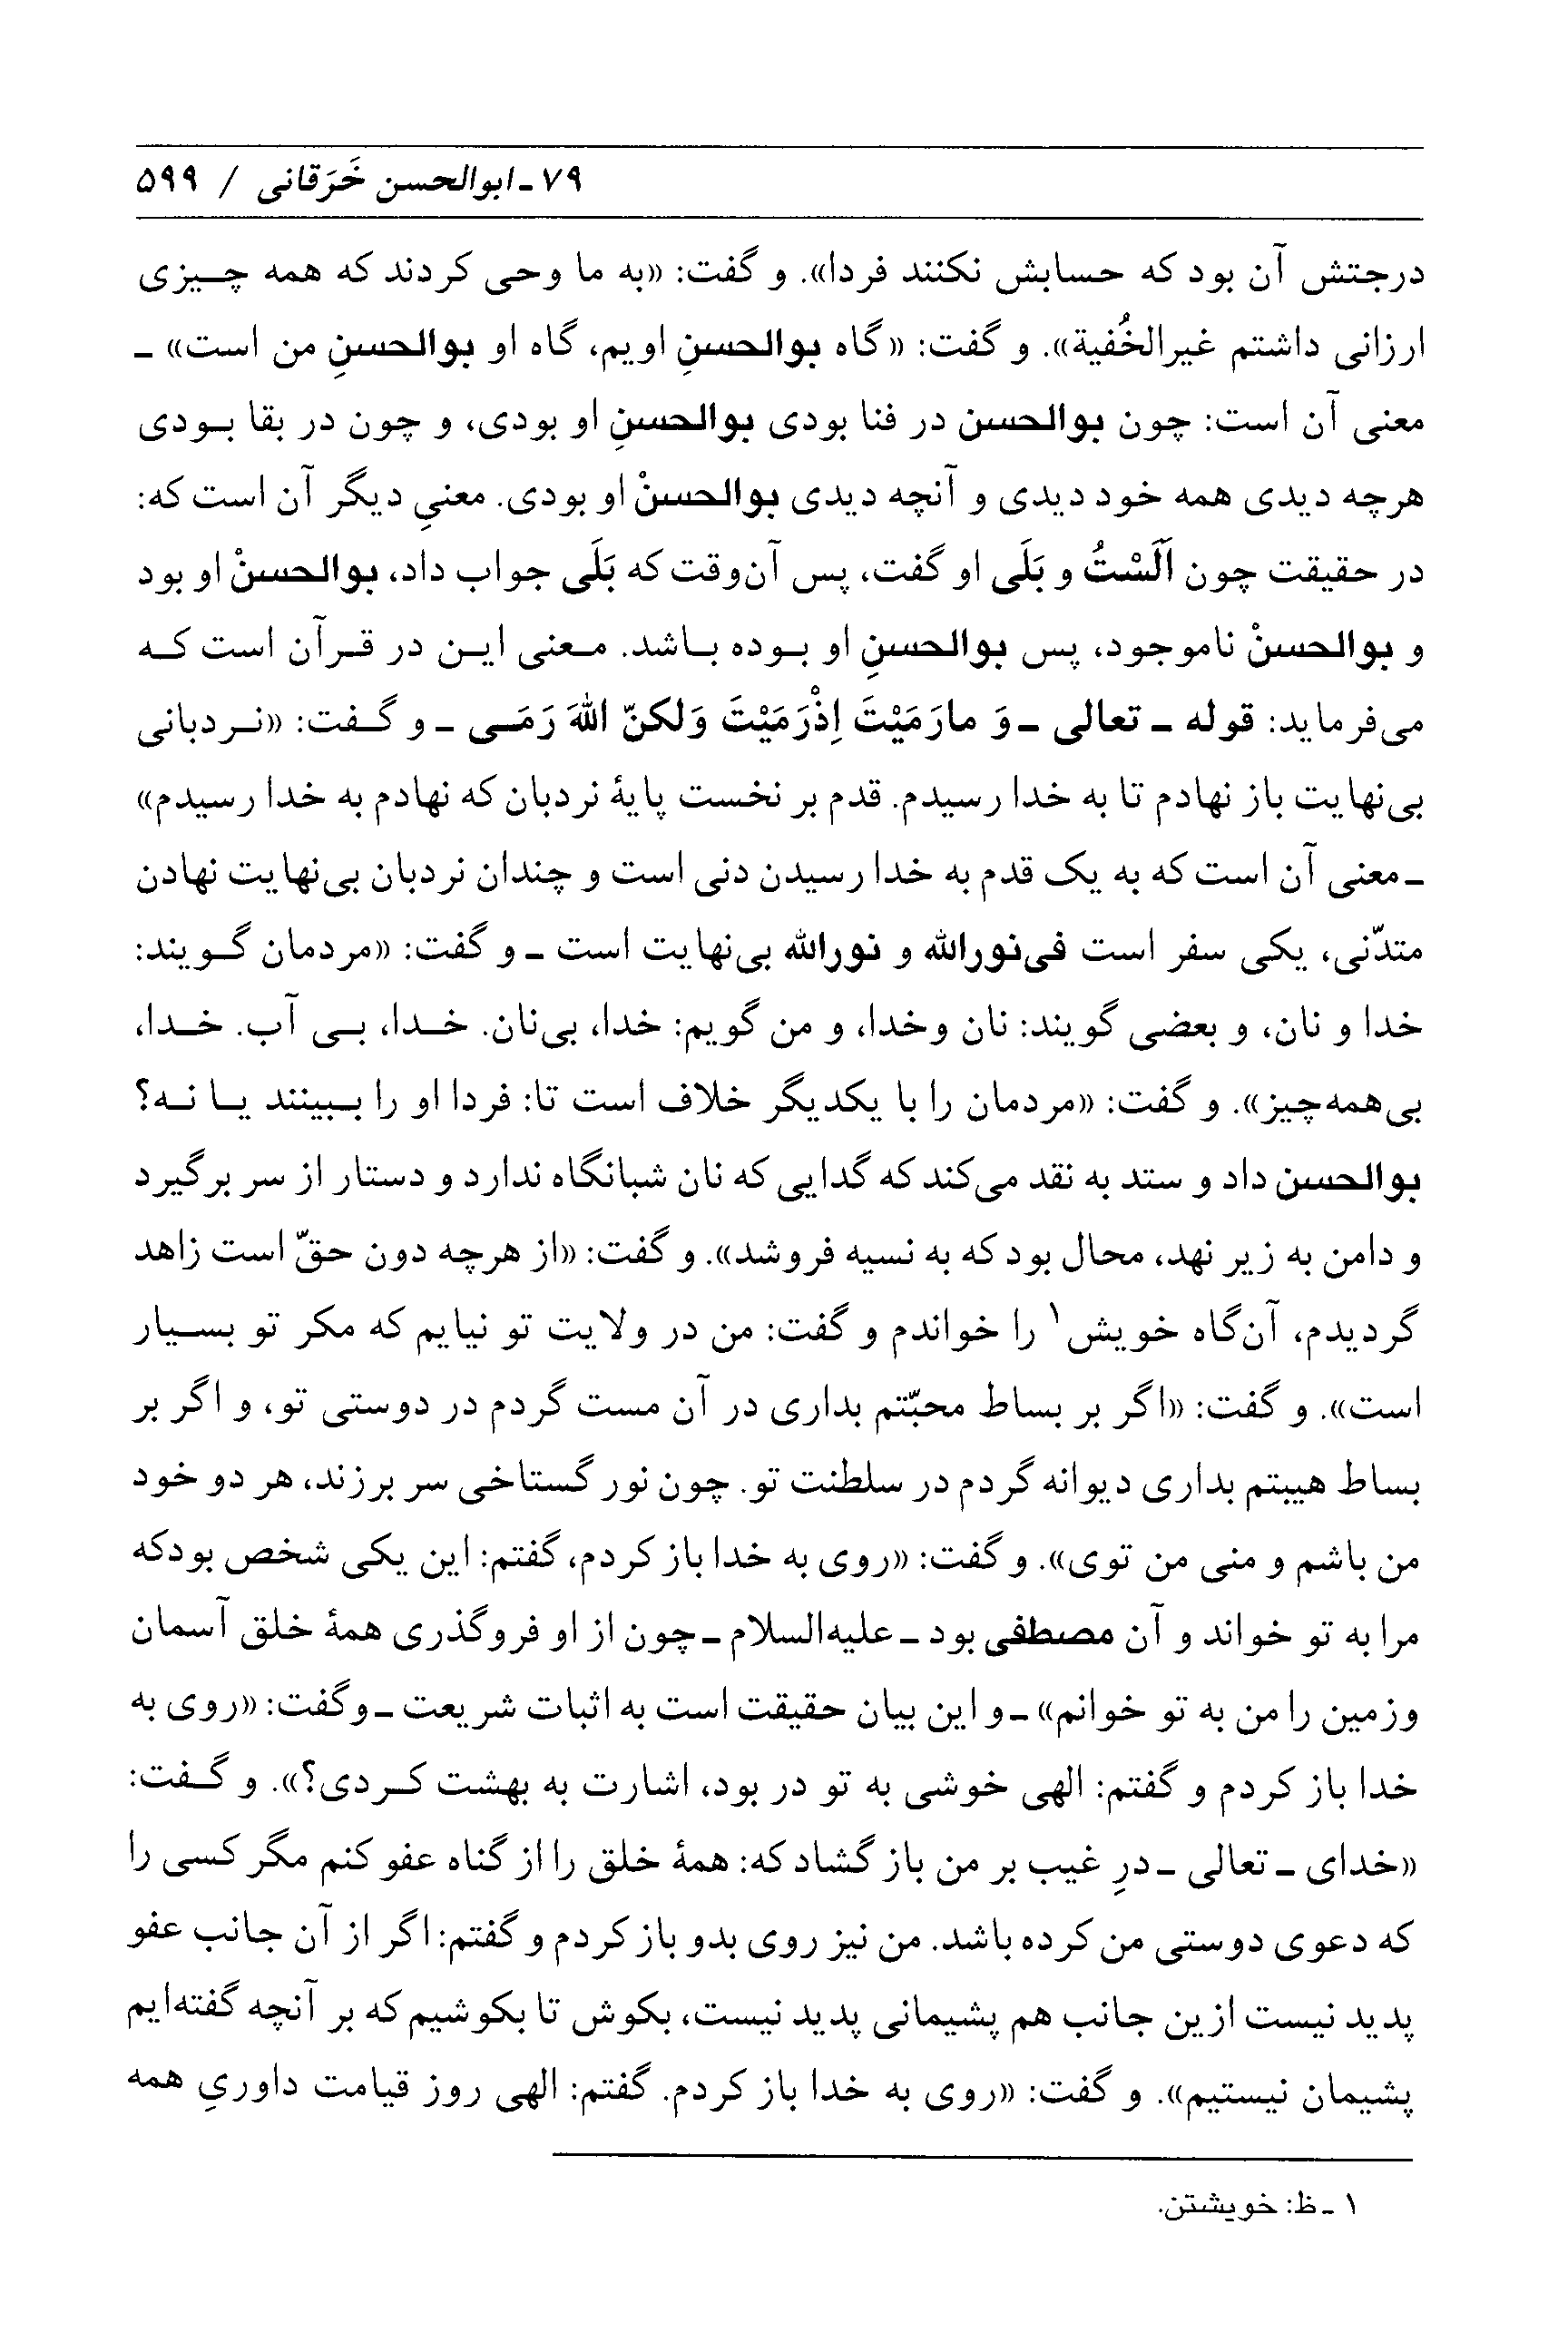 ۷۹ـ ابوالحسن خَرَقانی / ۵۹۹
درجتش آن بود که حسابش نکنند فردا». و گفت: «به ما وحی کردند که همه چیزی
ارزانی داشتم غیرالخُفیة». و گفت: «گاه بوالحسنِ اویم، گاه او بوالحسنِ من است» ـ
معنی آن است: چون بوالحسن در فنا بودی بوالحسنِ او بودی، و چون در بقا بودی
هرچه دیدی همه خود دیدی و آنچه دیدی بوالحسنْ او بودی. معنیِ دیگر آن است که:
در حقیقت چون اَلَسْتُ و بَلَی او گفت، پس آن‌وقت که بَلَی جواب داد، بوالحسنْ او بود
و بوالحسنْ ناموجود، پس بوالحسنِ او بوده باشد. معنی این در قرآن است که
می‌فرماید: قوله ـ تعالی ـ وَ مارَمَیْتَ اِذْرَمَیْتَ وَلکنّ اللهَ رَمَی ـ و گفت: «نردبانی
بی‌نهایت باز نهادم تا به خدا رسیدم. قدم بر نخست پایهٔ نردبان که نهادم به خدا رسیدم»
ـ معنی آن است که به یک قدم به خدا رسیدن دنی است و چندان نردبان بی‌نهایت نهادن
متدّنی، یکی سفر است فی‌نورالله و نورالله بی‌نهایت است ـ و گفت: «مردمان گویند:
خدا و نان، و بعضی گویند: نان وخدا، و من گویم: خدا، بی‌نان. خدا، بی آب. خدا،
بی‌همه‌چیز». و گفت: «مردمان را با یکدیگر خلاف است تا: فردا او را ببینند یا نه؟
بوالحسن داد و ستد به نقد می‌کند که گدایی که نان شبانگاه ندارد و دستار از سر برگیرد
و دامن به زیر نهد، محال بود که به نسیه فروشد». و گفت: «از هرچه دون حقّ است زاهد
گردیدم، آن‌گاه خویش۱ را خواندم و گفت: من در ولایت تو نیایم که مکر تو بسیار
است». و گفت: «اگر بر بساط محبّتم بداری در آن مست گردم در دوستی تو، و اگر بر
بساط هیبتم بداری دیوانه گردم در سلطنت تو. چون نور گستاخی سر برزند، هر دو خود
من باشم و منی من توی». و گفت: «روی به خدا باز کردم، گفتم: این یکی شخص بودکه
مرا به تو خواند و آن مصطفی بود ـ علیه‌السلام ـ چون از او فروگذری همهٔ خلق آسمان
وزمین را من به تو خوانم» ـ و این بیان حقیقت است به اثبات شریعت ـ وگفت: «روی به
خدا باز کردم و گفتم: الهی خوشی به تو در بود، اشارت به بهشت کردی؟». و گفت:
«خدای ـ تعالی ـ درِ غیب بر من باز گشاد که: همهٔ خلق را از گناه عفو کنم مگر کسی را
که دعوی دوستی من کرده باشد. من نیز روی بدو باز کردم و گفتم: اگر از آن جانب عفو
پدید نیست ازین جانب هم پشیمانی پدید نیست، بکوش تا بکوشیم که بر آنچه گفته‌ایم
پشیمان نیستیم». و گفت: «روی به خدا باز کردم. گفتم: الهی روز قیامت داوریِ همه
۱ ـ ظ: خویشتن.